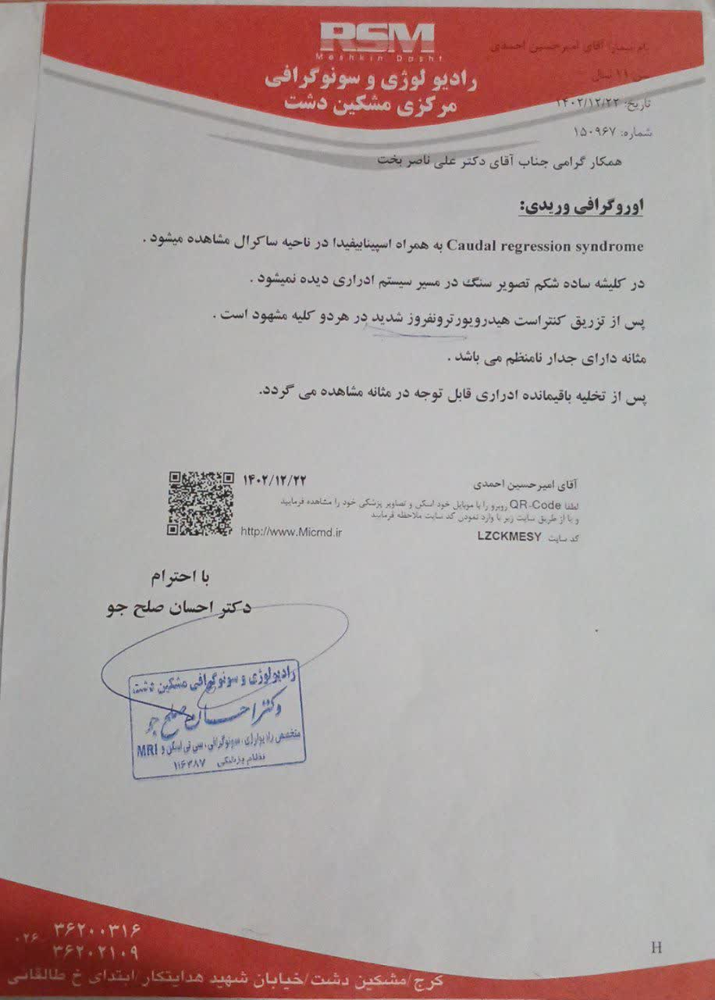 RSM
Meshkin Dasht
رادیو لوژی و سونوگرافی
مرکزی مشکین دشت
نام بیمار: آقای امیرحسین احمدی
سن ۱۱ سال
تاریخ: ۱۴۰۲/۱۲/۲۲
شماره: ۱۵۰۹۶۷
همکار گرامی جناب آقای دکتر علی ناصر بخت
اوروگرافی وریدی:
Caudal regression syndrome به همراه اسپینابیفیدا در ناحیه ساکرال مشاهده میشود .
در کلیشه ساده شکم تصویر سنگ در مسیر سیستم ادراری دیده نمیشود .
پس از تزریق کنتراست هیدرویورترونفروز شدید در هردو کلیه مشهود است .
مثانه دارای جدار نامنظم می باشد .
پس از تخلیه باقیمانده ادراری قابل توجه در مثانه مشاهده می گردد.
آقای امیرحسین احمدی ۱۴۰۲/۱۲/۲۲
لطفا QR-Code روبرو را با موبایل خود اسکن و تصاویر پزشکی خود را مشاهده فرمایید
و یا از طریق سایت زیر با وارد نمودن کد سایت ملاحظه فرمایید
کد سایت LZCKMESY http://www.Micmd.ir
با احترام
دکتر احسان صلح جو
رادیولوژی و سونوگرافی مشکین دشت
دکتر احسان صلح جو
متخصص رادیولوژی، سونوگرافی، سی تی اسکن و MRI
نظام پزشکی ۱۱۶۳۸۷
H
۰۲۶ ۳۶۲۰۰۳۱۶
۳۶۲۰۲۱۰۹
کرج/مشکین دشت/خیابان شهید هدایتکار/ابتدای خ طالقانی